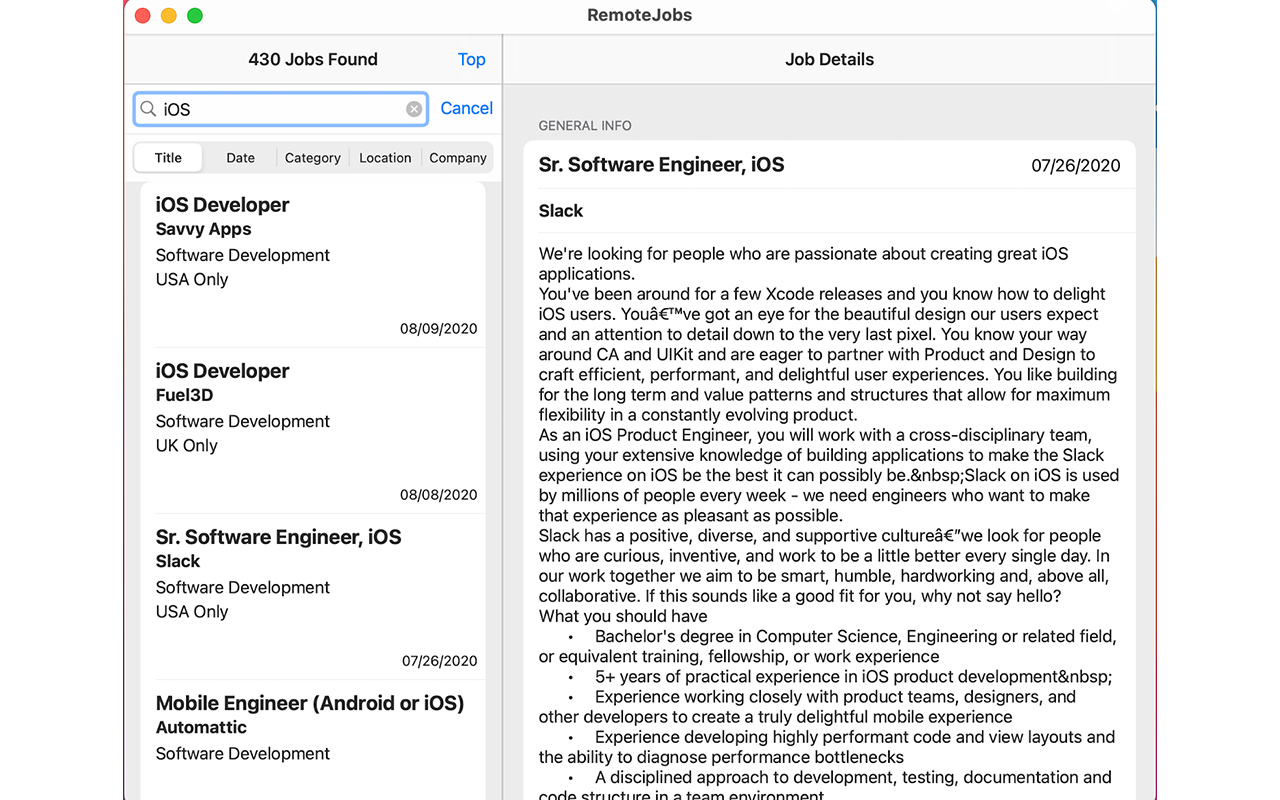 RemoteJobs
430 Jobs Found
Top
iOS
Cancel
Title
Date
Category
Location
Company
iOS Developer
Savvy Apps
Software Development
USA Only
08/09/2020
iOS Developer
Fuel3D
Software Development
UK Only
08/08/2020
Sr. Software Engineer, iOS
Slack
Software Development
USA Only
07/26/2020
Mobile Engineer (Android or iOS)
Automattic
Software Development
Job Details
GENERAL INFO
Sr. Software Engineer, iOS
07/26/2020
Slack
We're looking for people who are passionate about creating great iOS
applications.
You've been around for a few Xcode releases and you know how to delight
iOS users. Youâ€™ve got an eye for the beautiful design our users expect
and an attention to detail down to the very last pixel. You know your way
around CA and UIKit and are eager to partner with Product and Design to
craft efficient, performant, and delightful user experiences. You like building
for the long term and value patterns and structures that allow for maximum
flexibility in a constantly evolving product.
As an iOS Product Engineer, you will work with a cross-disciplinary team,
using your extensive knowledge of building applications to make the Slack
experience on iOS be the best it can possibly be.&nbsp;Slack on iOS is used
by millions of people every week - we need engineers who want to make
that experience as pleasant as possible.
Slack has a positive, diverse, and supportive cultureâ€”we look for people
who are curious, inventive, and work to be a little better every single day. In
our work together we aim to be smart, humble, hardworking and, above all,
collaborative. If this sounds like a good fit for you, why not say hello?
What you should have
• Bachelor's degree in Computer Science, Engineering or related field,
or equivalent training, fellowship, or work experience
• 5+ years of practical experience in iOS product development&nbsp;
• Experience working closely with product teams, designers, and
other developers to create a truly delightful mobile experience
• Experience developing highly performant code and view layouts and
the ability to diagnose performance bottlenecks
• A disciplined approach to development, testing, documentation and
code structure in a team environment